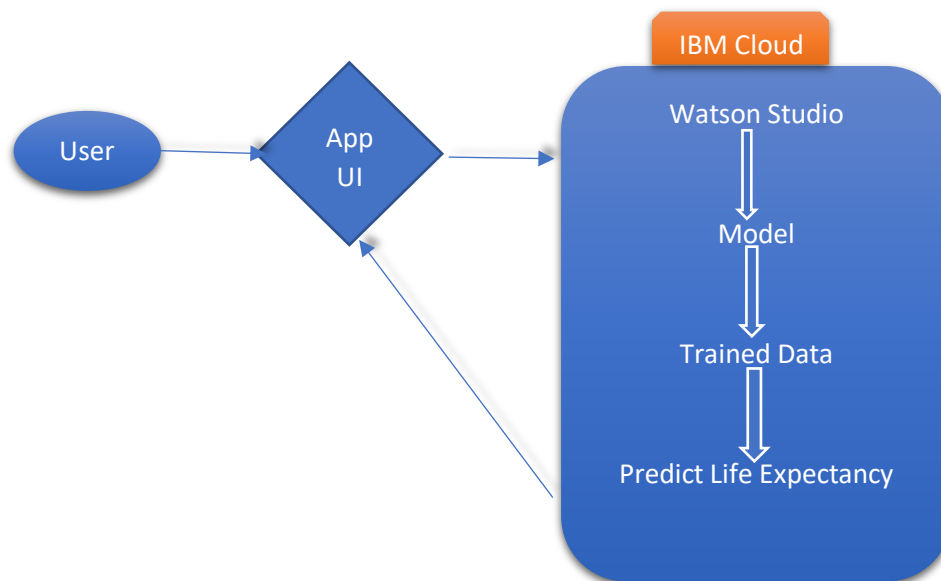 IBM Cloud
Watson Studio
User
App
UI
Model
Trained Data
Predict Life Expectancy